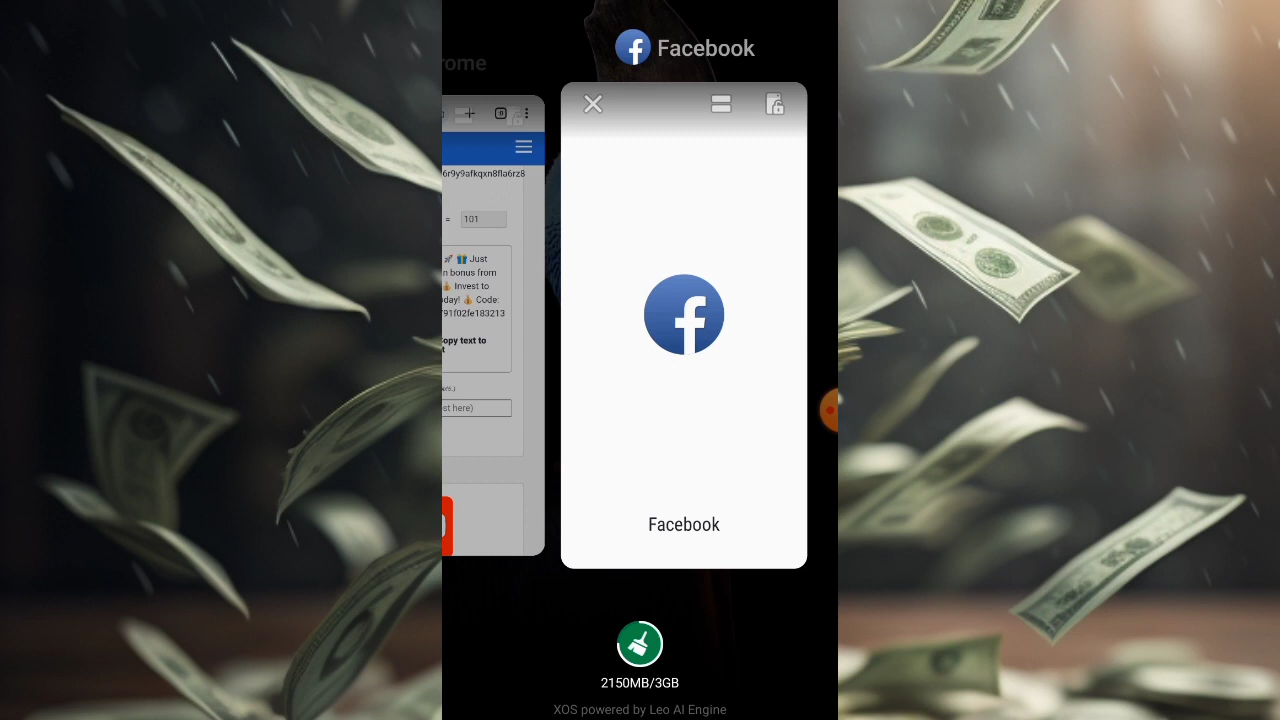 rome
Facebook
6r9y9afkqxn8fla6rz8
=
101
🚀 🎁 Just
n bonus from
💰 Invest to
day! 💰 Code:
791f02fe183213
Copy text to
st here)
Facebook
2150MB/3GB
XOS powered by Leo AI Engine